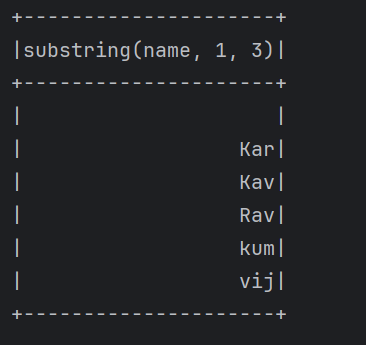 +--------------------+
|substring(name, 1, 3)|
+--------------------+
|                     |
|                  Kar|
|                  Kav|
|                  Rav|
|                  kum|
|                  vij|
+--------------------+